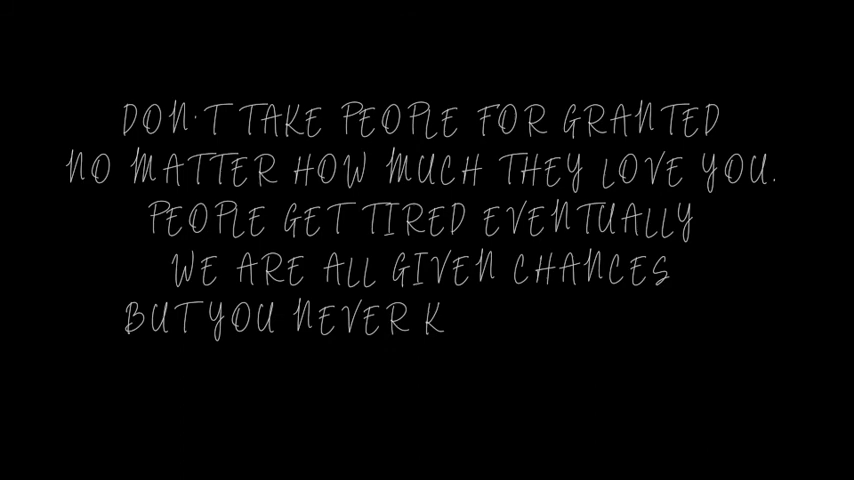 DON'T TAKE PEOPLE FOR GRANTED
NO MATTER HOW MUCH THEY LOVE YOU.
PEOPLE GET TIRED EVENTUALLY
WE ARE ALL GIVEN CHANCES
BUT YOU NEVER K